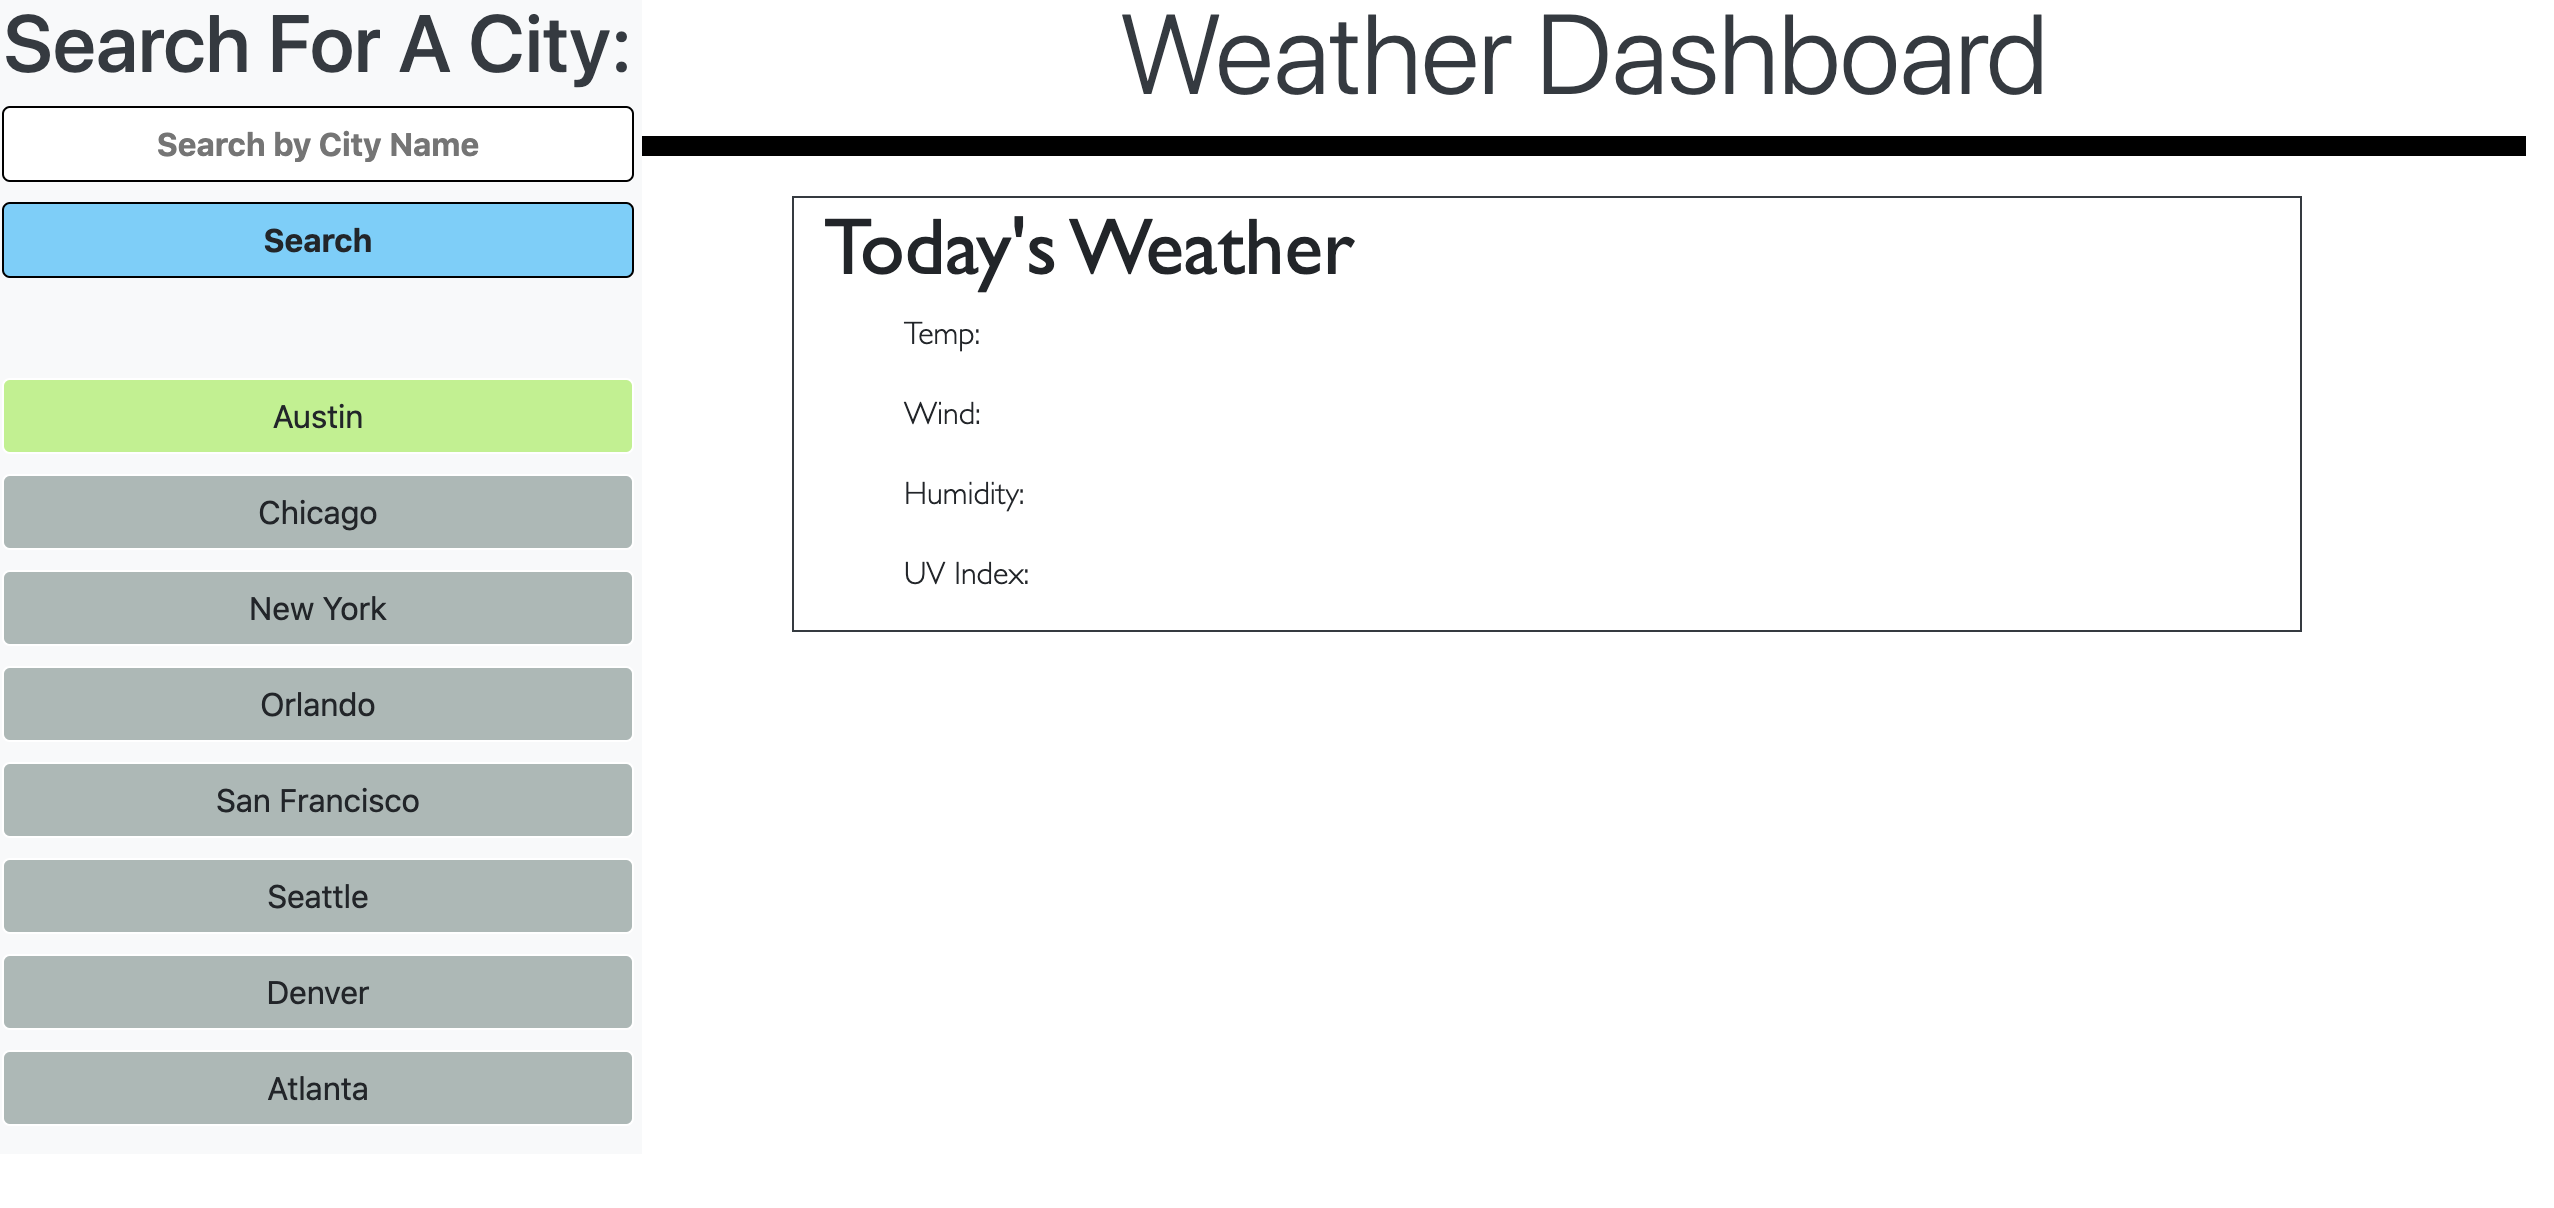 Search For A City:
Search by City Name
Search
Austin
Chicago
New York
Orlando
San Francisco
Seattle
Denver
Atlanta
Weather Dashboard
Today's Weather
Temp:
Wind:
Humidity:
UV Index: